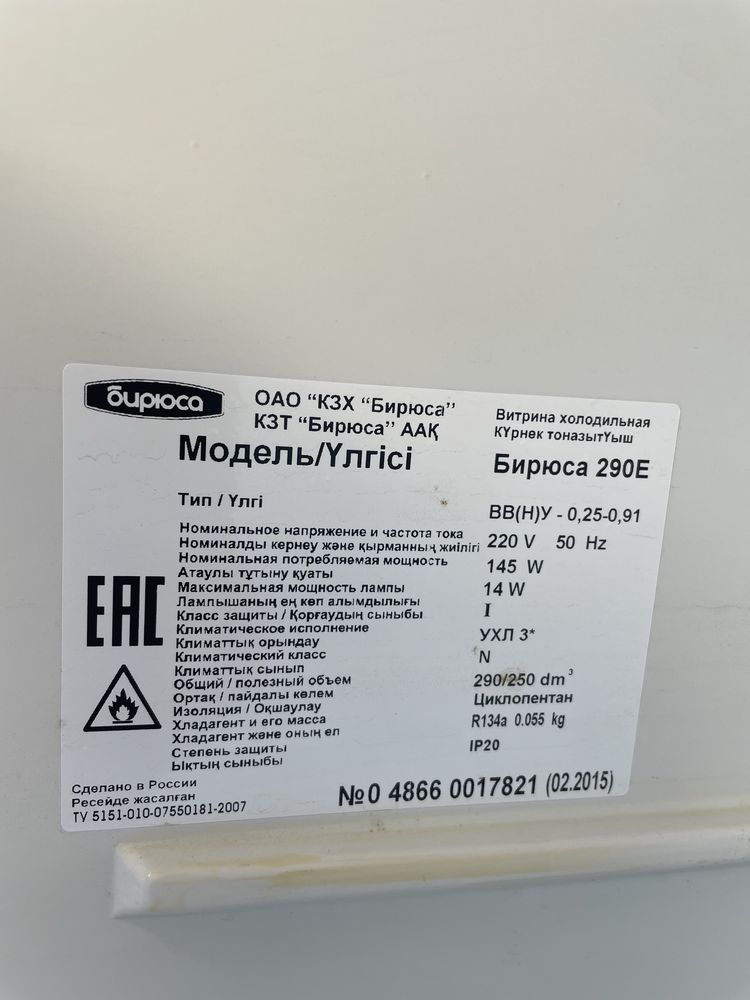 бирюса
ОАО "КЗХ "Бирюса"
КЗТ "Бирюса" ААҚ
Витрина холодильная
КҮрнек тоназытҮыш
Модель/Үлгісі
Бирюса 290Е
Тип / Үлгі
ВВ(Н)У - 0,25-0,91
Номинальное напряжение и частота тока
Номиналды кернеу және қырманның жиілігі
220 V 50 Hz
Номинальная потребляемая мощность
Атаулы тұтыну қуаты
145 W
Максимальная мощность лампы
Лампышаның ең көп алымдылығы
14 W
Класс защиты / Қорғаудың сыныбы
I
Климатическое исполнение
Климаттық орындау
УХЛ 3*
Климатический класс
Климаттық сынып
N
Общий / полезный объем
Ортақ / пайдалы көлем
290/250 dm³
Изоляция / Оқшаулау
Циклопентан
Хладагент и его масса
Хладагент және оның ел
R134a 0.055 kg
Степень защиты
Ықтың сыныбы
IP20
EAC
Сделано в России
Ресейде жасалған
ТУ 5151-010-07550181-2007
№0 4866 0017821 (02.2015)